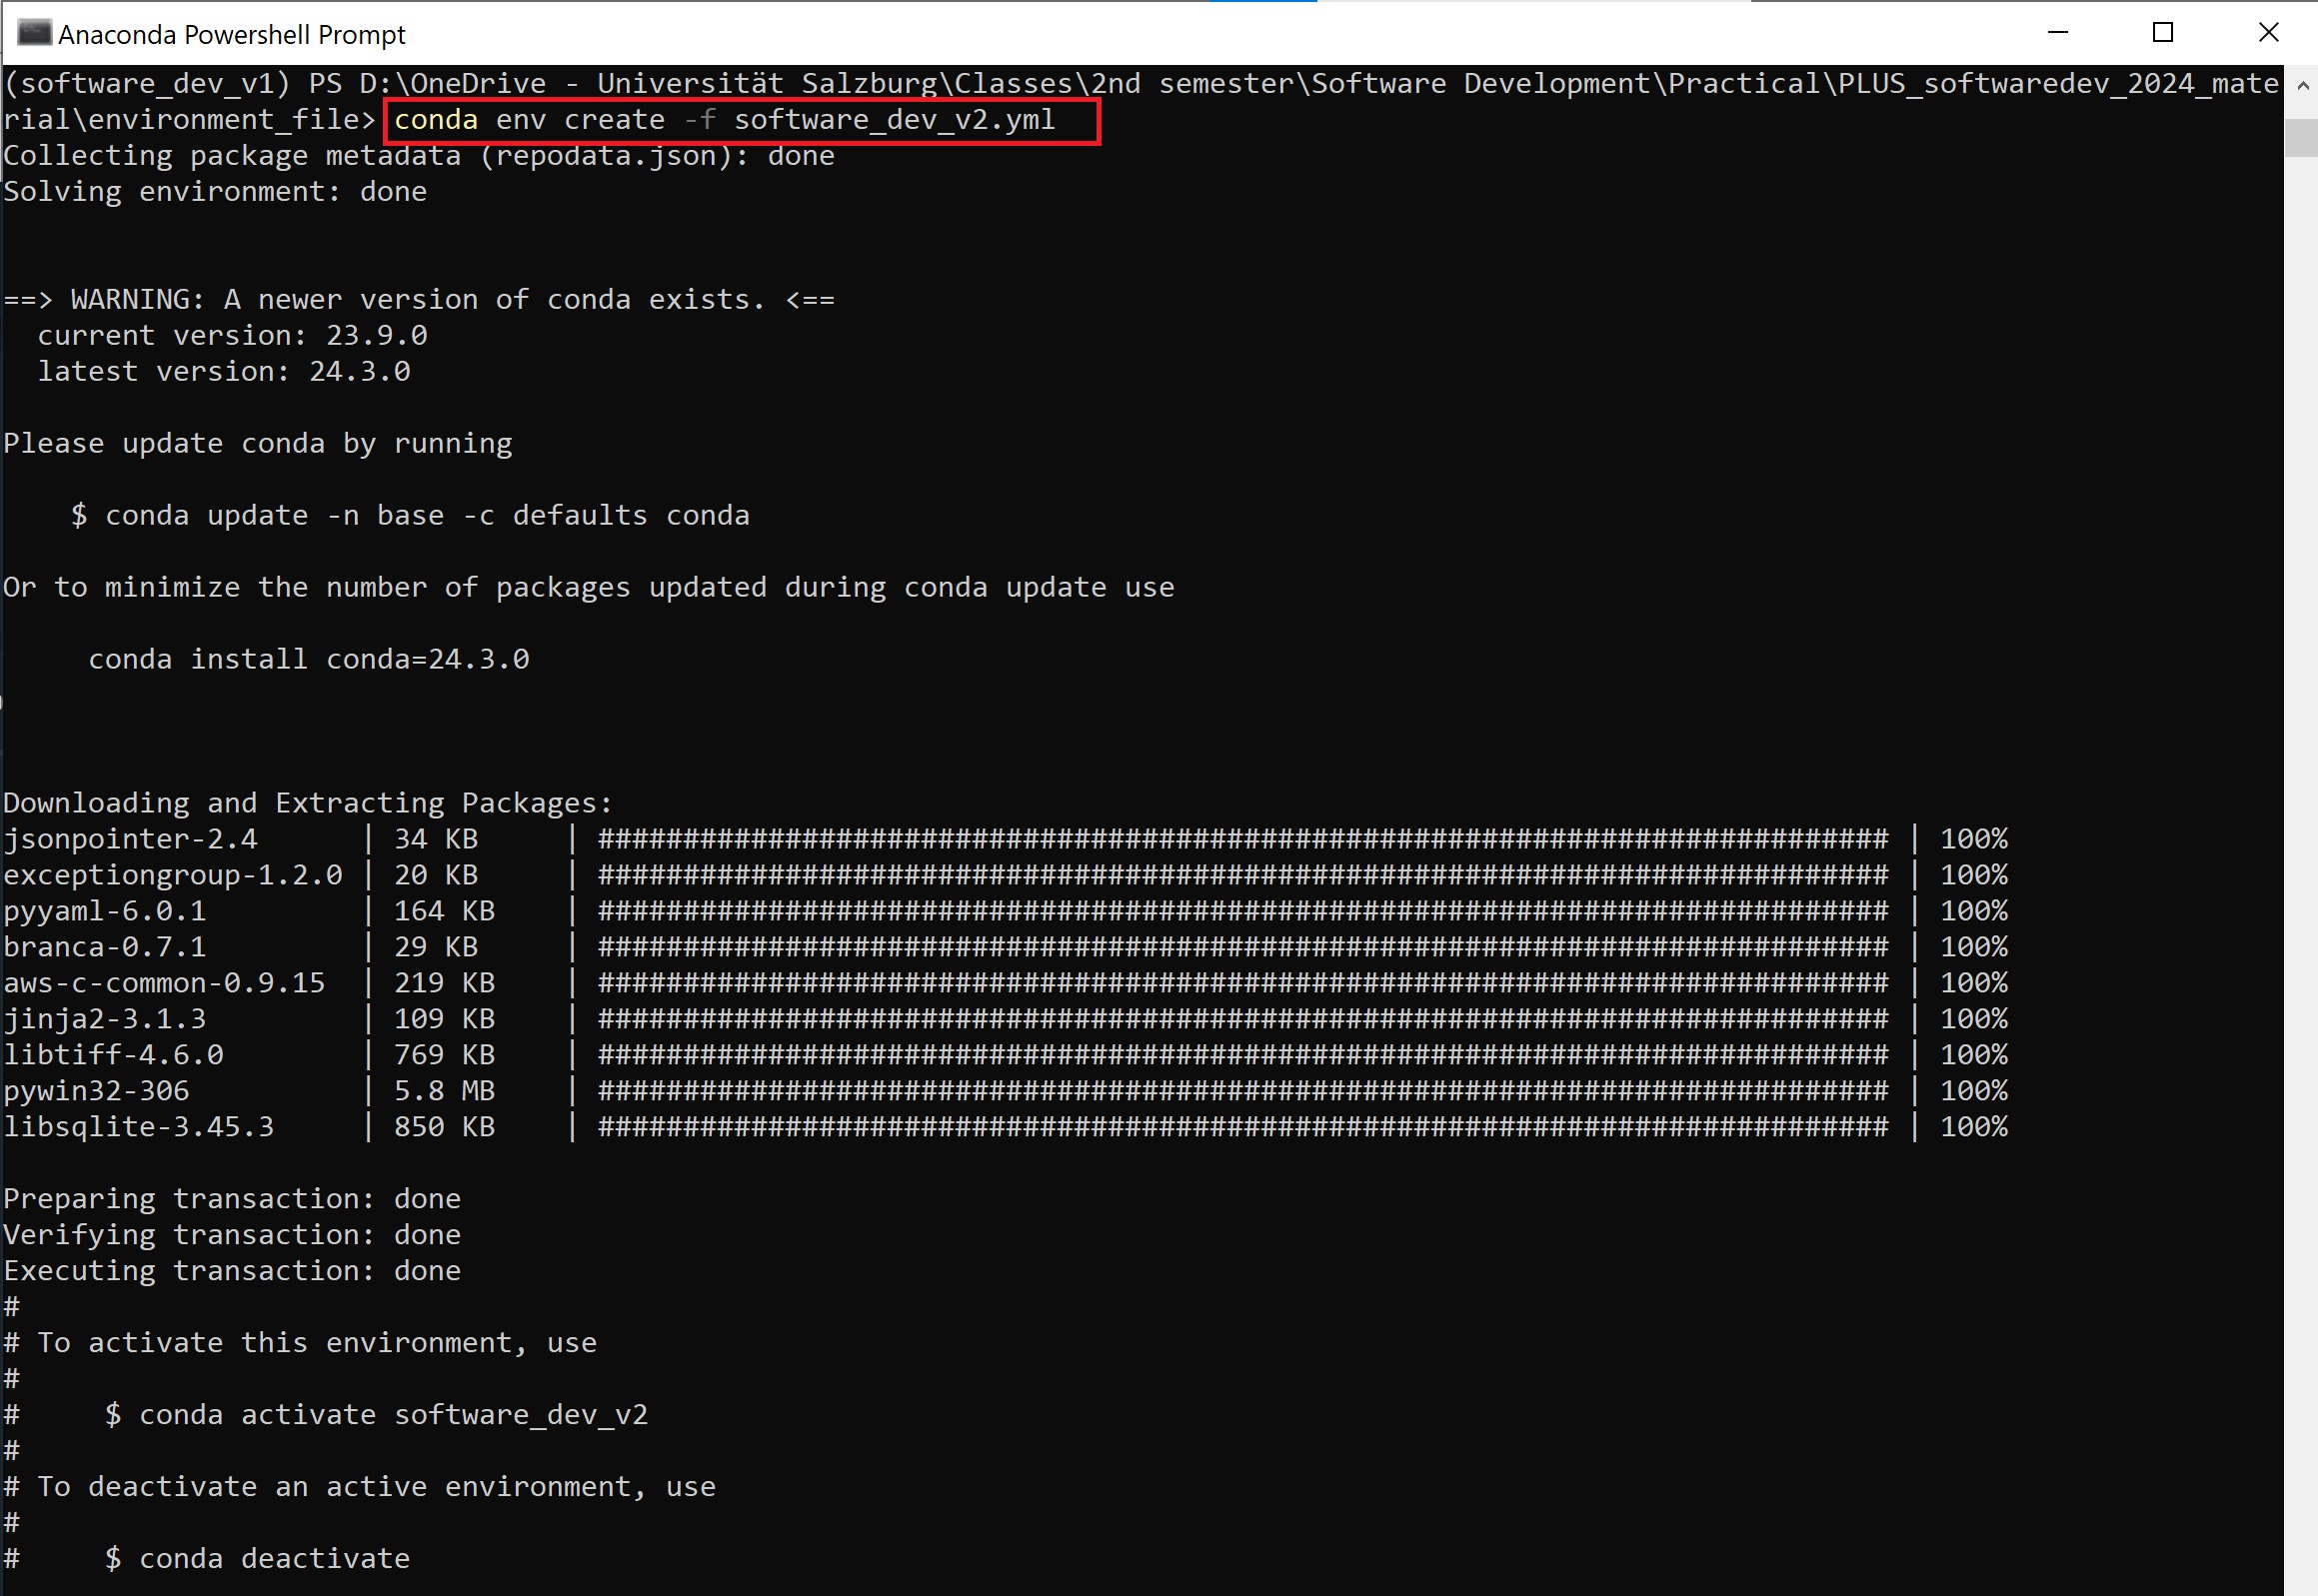 Anaconda Powershell Prompt
(software_dev_v1) PS D:\OneDrive - Universität Salzburg\Classes\2nd semester\Software Development\Practical\PLUS_softwaredev_2024_mate
rial\environment_file> conda env create -f software_dev_v2.yml
Collecting package metadata (repodata.json): done
Solving environment: done
==> WARNING: A newer version of conda exists. <==
current version: 23.9.0
latest version: 24.3.0
Please update conda by running
$ conda update -n base -c defaults conda
Or to minimize the number of packages updated during conda update use
conda install conda=24.3.0
Downloading and Extracting Packages:
jsonpointer-2.4 | 34 KB | ############################################################################ | 100%
exceptiongroup-1.2.0 | 20 KB | ############################################################################ | 100%
pyyaml-6.0.1 | 164 KB | ############################################################################ | 100%
branca-0.7.1 | 29 KB | ############################################################################ | 100%
aws-c-common-0.9.15 | 219 KB | ############################################################################ | 100%
jinja2-3.1.3 | 109 KB | ############################################################################ | 100%
libtiff-4.6.0 | 769 KB | ############################################################################ | 100%
pywin32-306 | 5.8 MB | ############################################################################ | 100%
libsqlite-3.45.3 | 850 KB | ############################################################################ | 100%
Preparing transaction: done
Verifying transaction: done
Executing transaction: done
#
# To activate this environment, use
#
# $ conda activate software_dev_v2
#
# To deactivate an active environment, use
#
# $ conda deactivate